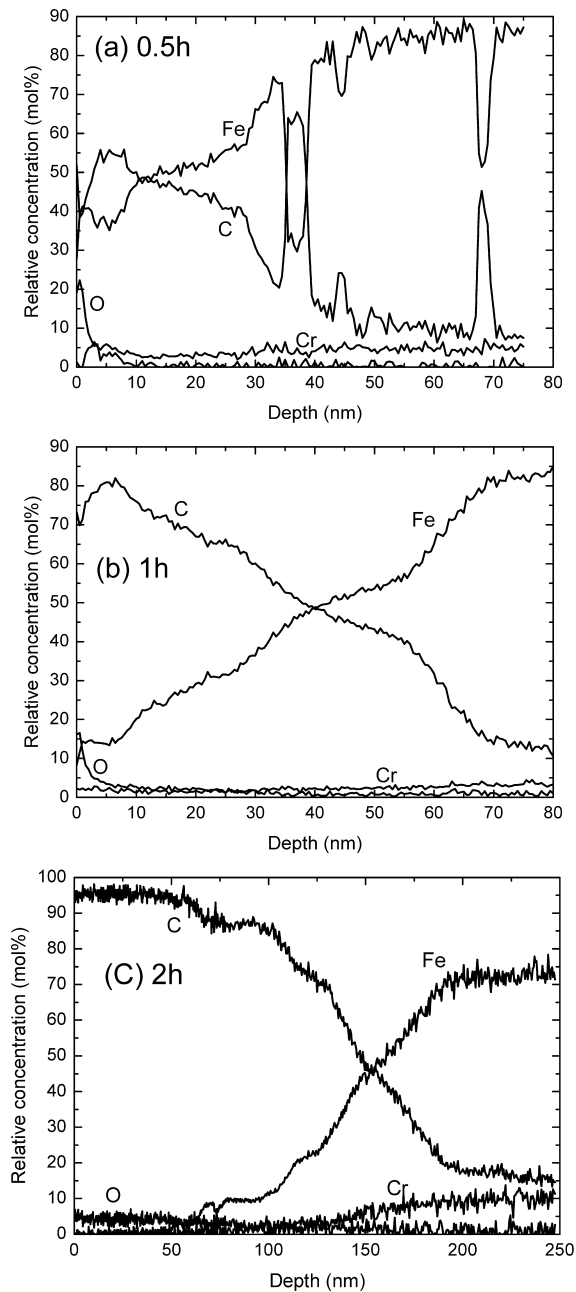 90
(a) 0.5h
80
70
Fe
60
50
40
C
30
O
20
Cr
10
0
0 10 20 30 40 50 60 70 80
Relative concentration (mol%)
Depth (nm)
90
C
Fe
80
70
60
(b) 1h
50
40
30
20
O
Cr
10
0
0 10 20 30 40 50 60 70 80
Relative concentration (mol%)
Depth (nm)
100
90
C
80
(C) 2h
Fe
70
60
50
40
30
20
O
Cr
10
0
0 50 100 150 200 250
Relative concentration (mol%)
Depth (nm)